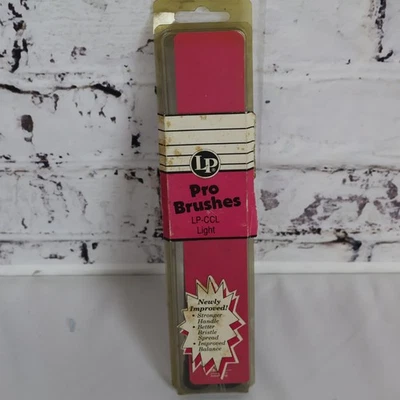 LP
Pro
Brushes
LP-CCL
Light
Newly
Improved!
• Stronger
Handle
• Better
Bristle
Spread
• Improved
Balance